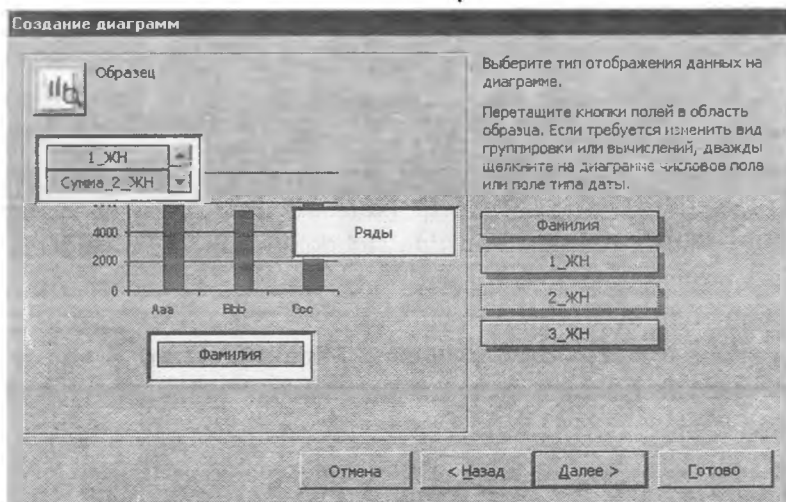 Создание диаграмм
Образец
1_ЖН
Сумма_2_ЖН
4000
2000
0
Aaa
Bbb
Ccc
Ряды
Фамилия
Выберите тип отображения данных на
диаграмме.
Перетащите кнопки полей в область
образца. Если требуется изменить вид
группировки или вычислений, дважды
щелкните на диаграмме числовое поле
или поле типа даты.
Фамилия
1_ЖН
2_ЖН
3_ЖН
Отмена
< Назад
Далее >
Готово